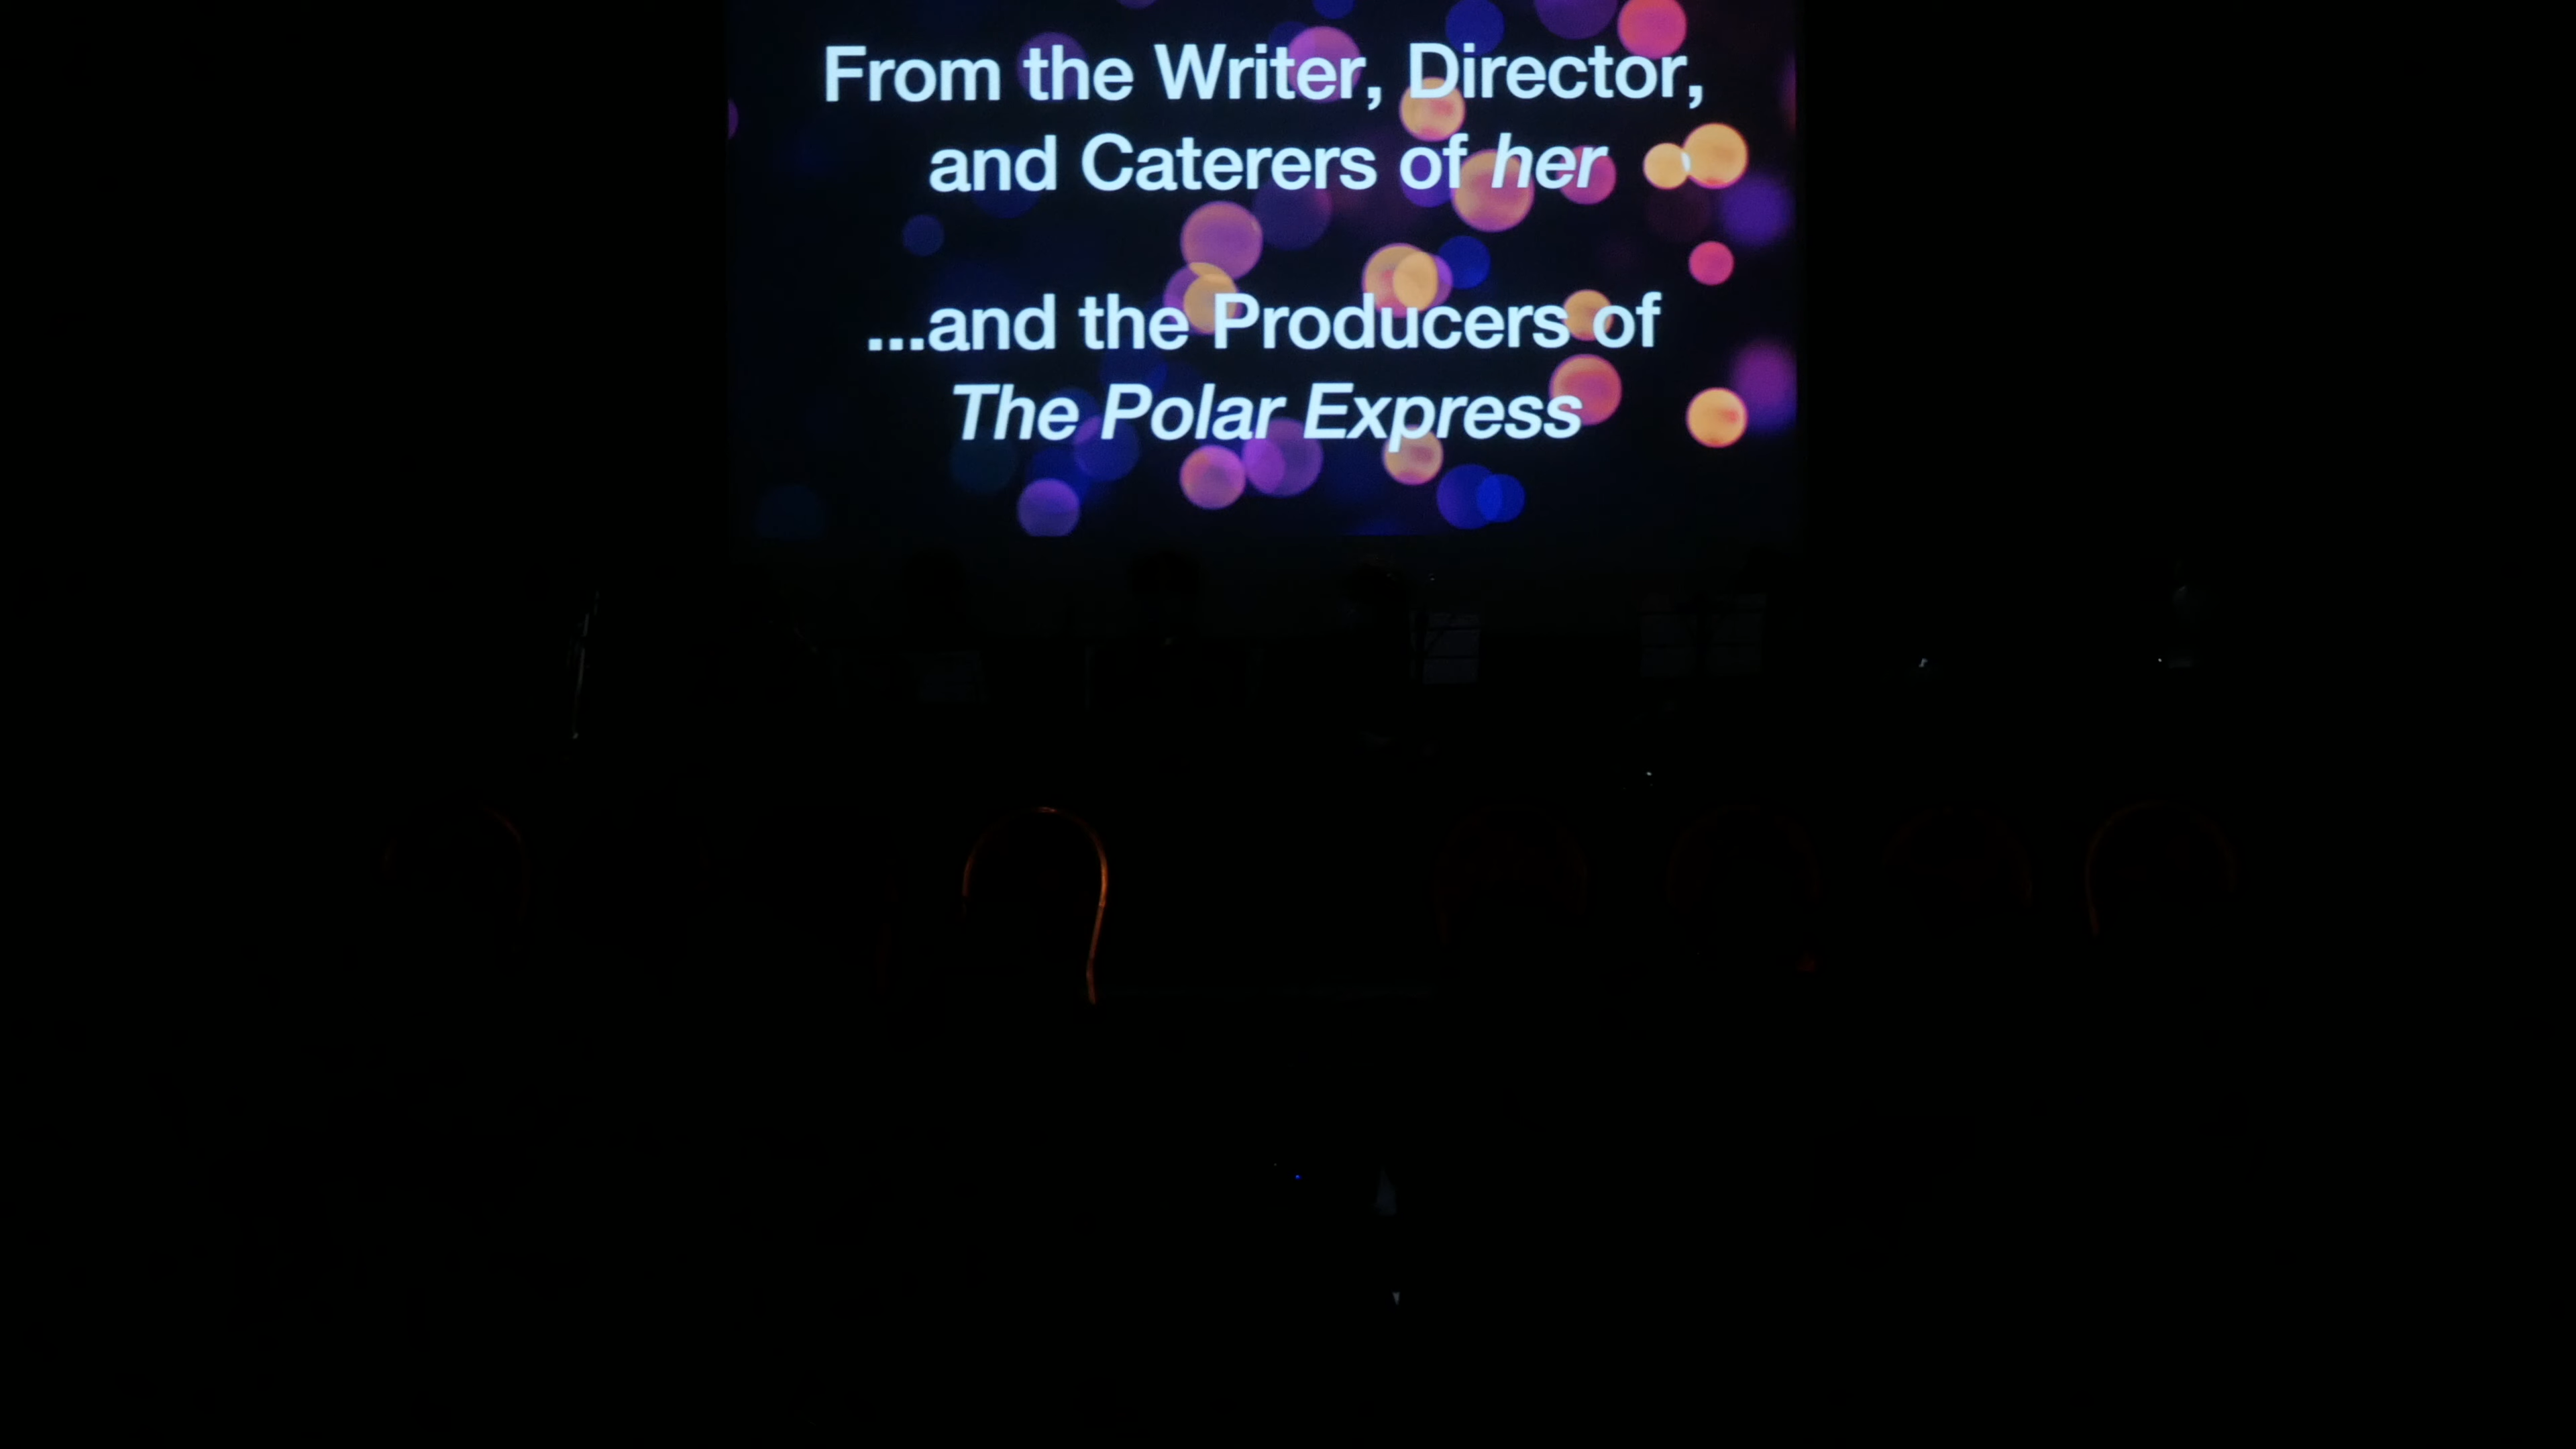 From the Writer, Director,
and Caterers of her
...and the Producers of
The Polar Express